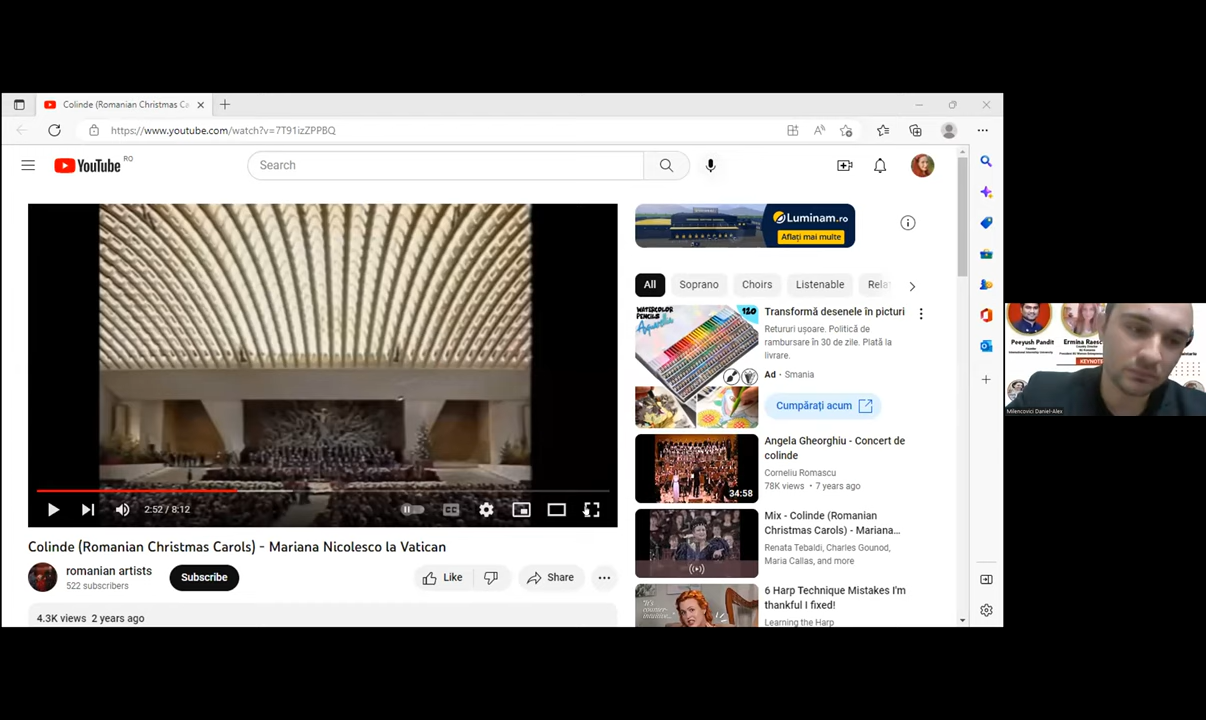 Colinde (Romanian Christmas Ca
https://www.youtube.com/watch?v=7T91izZPPBQ
YouTube RO
Search
Luminam.ro
Aflați mai multe
All
Soprano
Choirs
Listenable
Rela
WATERCOLOR
PENCILS
120
Transformă desenele în picturi
Retururi ușoare. Politică de
rambursare în 30 de zile. Plată la
livrare.
Ad · Smania
Cumpărați acum
Angela Gheorghiu - Concert de
colinde
Corneliu Romascu
78K views • 7 years ago
34:58
2:52 / 8:12
CC
Mix - Colinde (Romanian
Christmas Carols) - Mariana...
Renata Tebaldi, Charles Gounod,
Maria Callas, and more
6 Harp Technique Mistakes I'm
thankful I fixed!
Learning the Harp
Colinde (Romanian Christmas Carols) - Mariana Nicolesco la Vatican
romanian artists
522 subscribers
Subscribe
Like
Share
4.3K views 2 years ago
Peeyush Pandit
Ermina Raesc
KEYNOTE
Milencovici Daniel-Alex